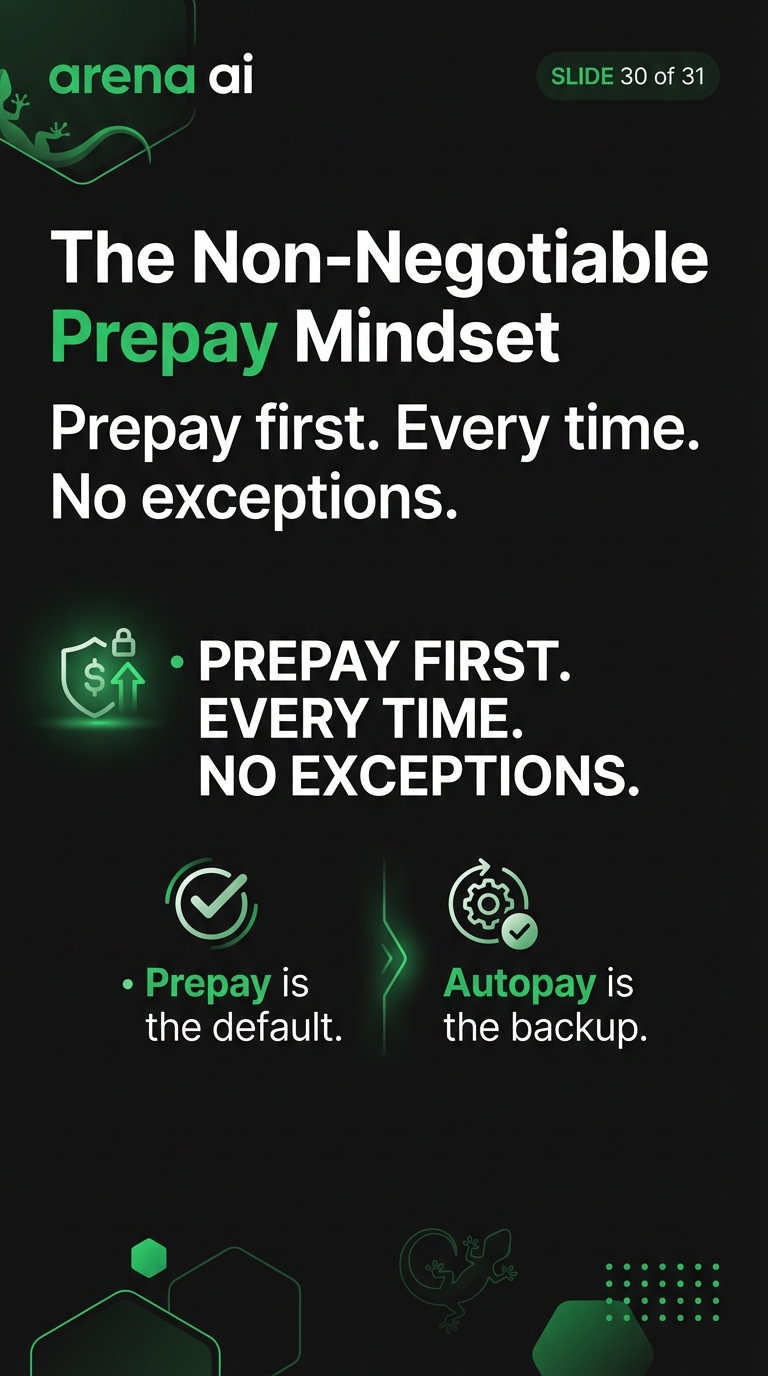 arena ai
SLIDE 30 of 31
The Non-Negotiable
Prepay Mindset
Prepay first. Every time.
No exceptions.
• PREPAY FIRST.
EVERY TIME.
NO EXCEPTIONS.
• Prepay is
the default.
Autopay is
the backup.